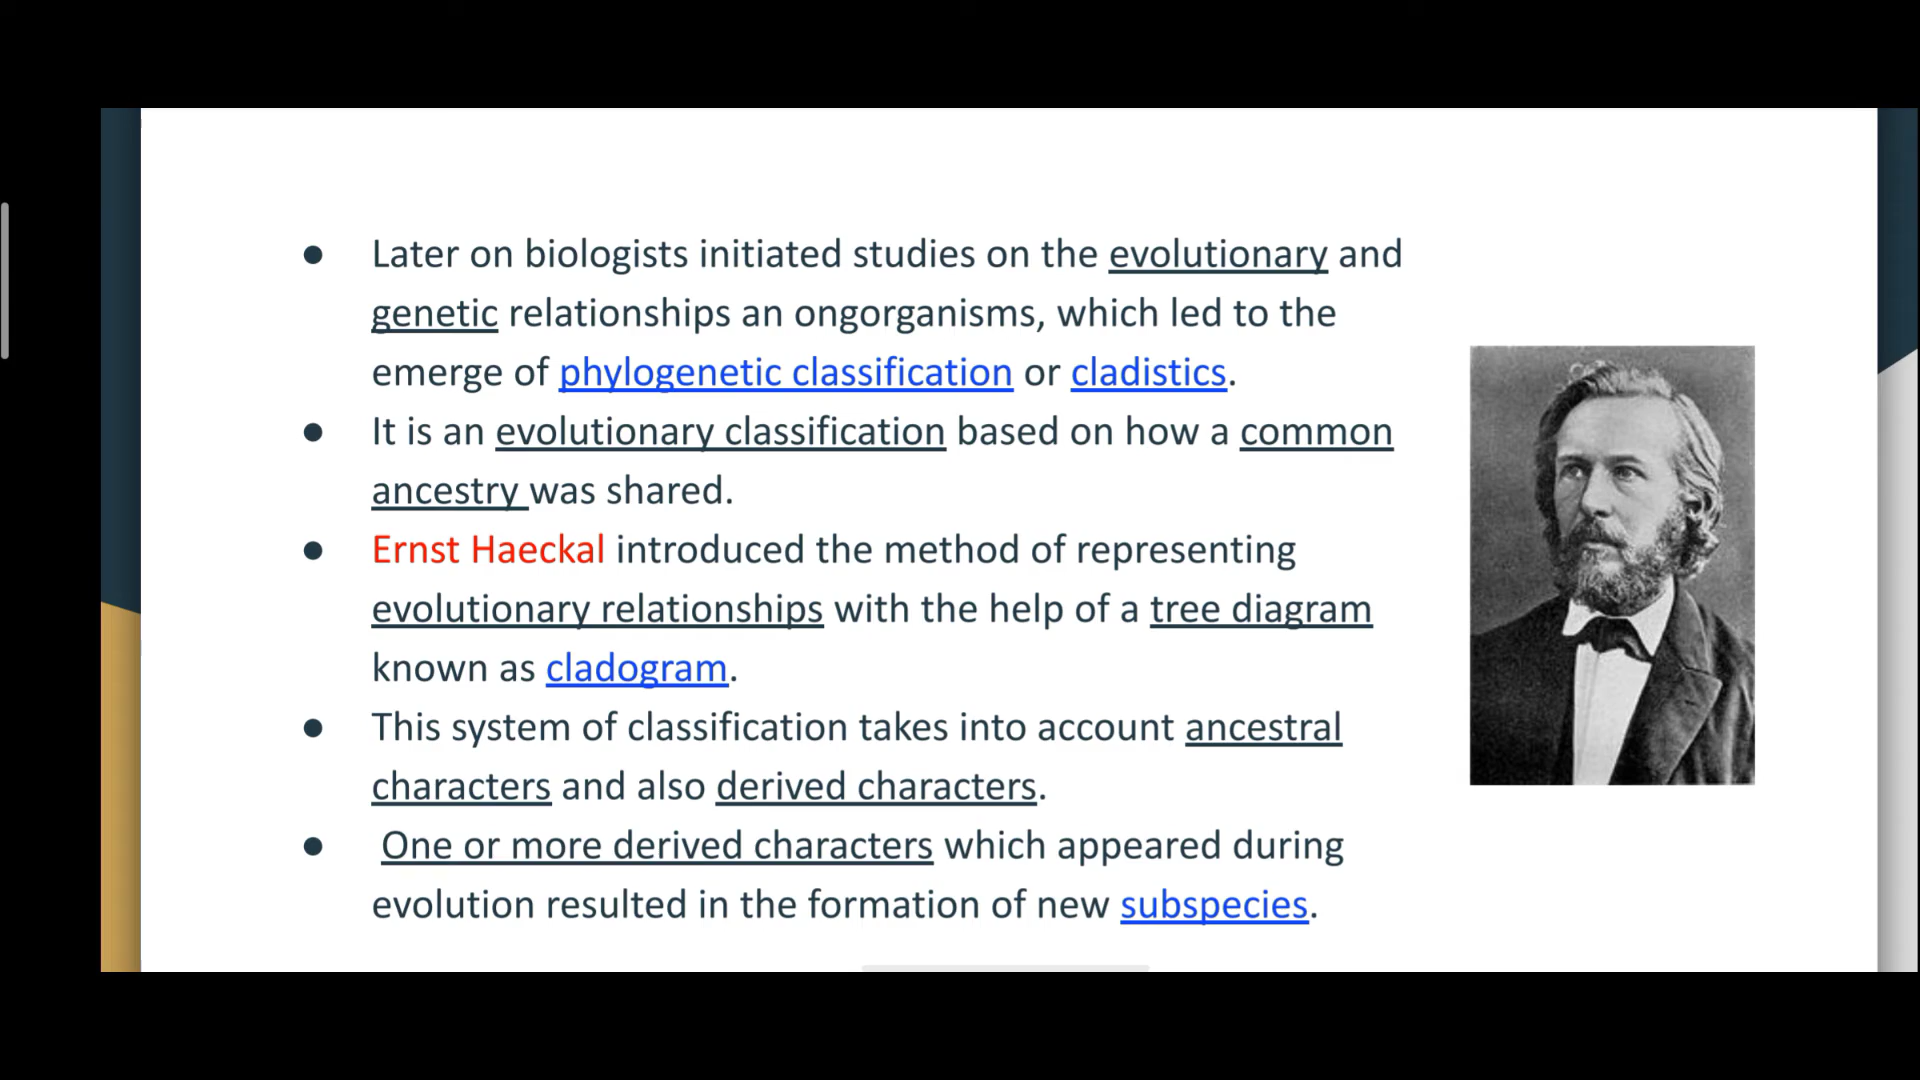 ● Later on biologists initiated studies on the evolutionary and
genetic relationships an ongorganisms, which led to the
emerge of phylogenetic classification or cladistics.
● It is an evolutionary classification based on how a common
ancestry was shared.
● Ernst Haeckal introduced the method of representing
evolutionary relationships with the help of a tree diagram
known as cladogram.
● This system of classification takes into account ancestral
characters and also derived characters.
● One or more derived characters which appeared during
evolution resulted in the formation of new subspecies.